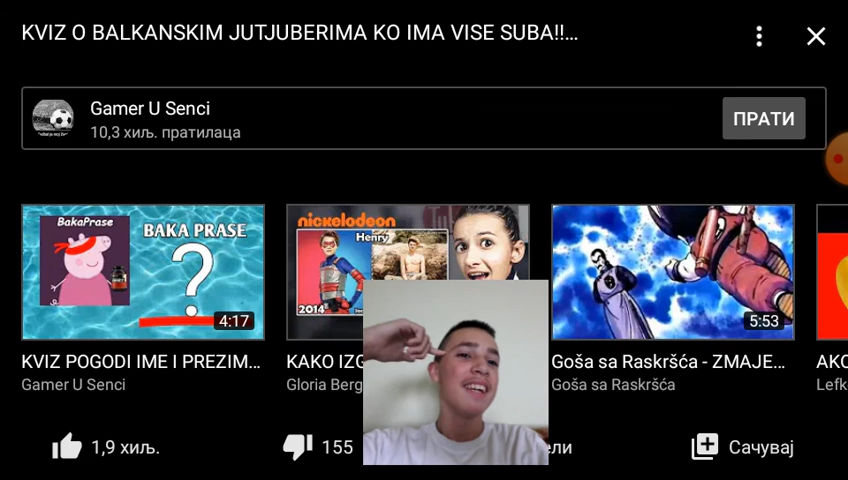 KVIZ O BALKANSKIM JUTJUBERIMA KO IMA VISE SUBA!!...
Gamer U Senci
10,3 хиљ. пратилаца
ПРАТИ
BakaPrase
BAKA PRASE
?
4:17
nickelodeon
Henry
2014
5:53
KVIZ POGODI IME I PREZIM...
Gamer U Senci
KAKO IZG
Gloria Berg
Goša sa Raskršća - ZMAJE...
Goša sa Raskršća
AKO
Lefk
1,9 хиљ.
155
ели
Сачувај